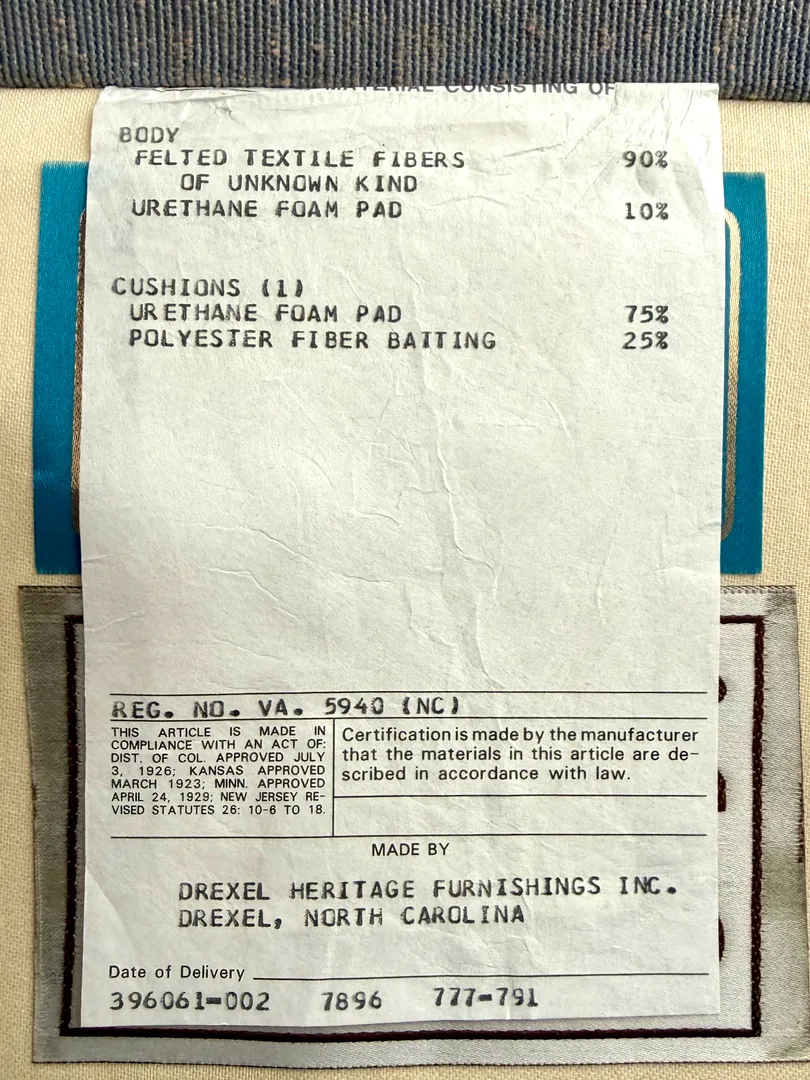 MATERIAL CONSISTING OF
BODY
FELTED TEXTILE FIBERS 90%
OF UNKNOWN KIND
URETHANE FOAM PAD 10%
CUSHIONS (1)
URETHANE FOAM PAD 75%
POLYESTER FIBER BATTING 25%
REG. NO. VA. 5940 (NC)
THIS ARTICLE IS MADE IN
COMPLIANCE WITH AN ACT OF:
DIST. OF COL. APPROVED JULY
3, 1926; KANSAS APPROVED
MARCH 1923; MINN. APPROVED
APRIL 24, 1929; NEW JERSEY RE-
VISED STATUTES 26: 10-6 TO 18.
Certification is made by the manufacturer
that the materials in this article are de-
scribed in accordance with law.
MADE BY
DREXEL HERITAGE FURNISHINGS INC.
DREXEL, NORTH CAROLINA
Date of Delivery
396061-002 7896 777-791